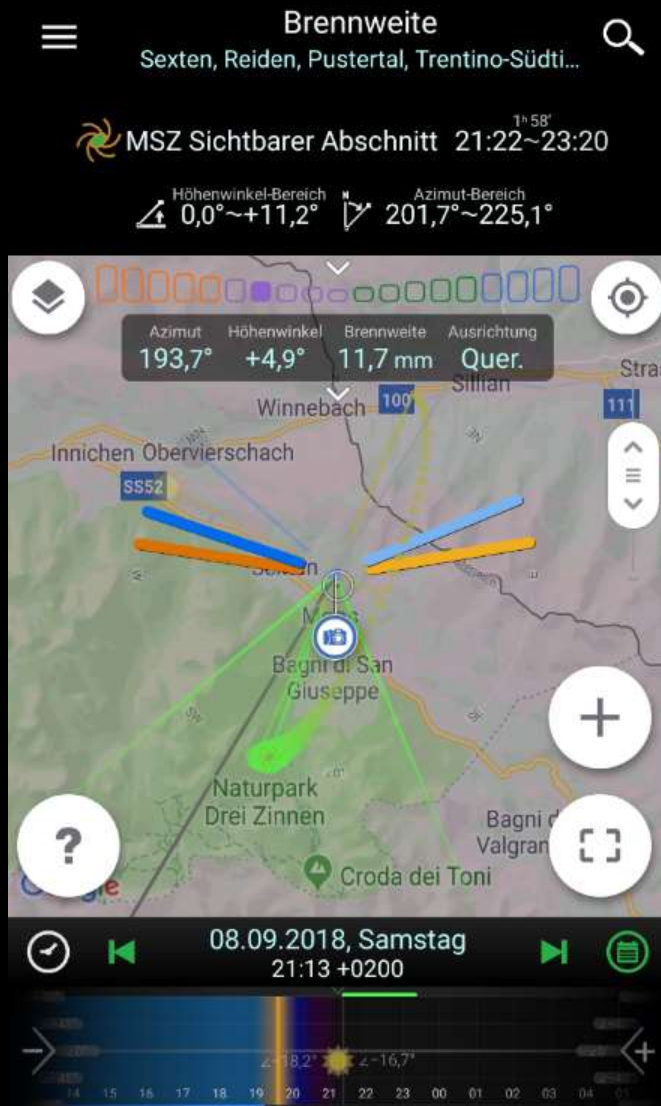 Brennweite
Sexten, Reiden, Pustertal, Trentino-Südti...
1ʰ 58'
MSZ Sichtbarer Abschnitt 21:22~23:20
Höhenwinkel-Bereich
0,0°~+11,2°
N
Azimut-Bereich
201,7°~225,1°
Azimut Höhenwinkel Brennweite Ausrichtung
193,7° +4,9° 11,7 mm Quer.
Sillian
Winnebach
100
111
Innichen Obervierschach
SS52
Bagni di San
Giuseppe
Naturpark
Drei Zinnen
Croda dei Toni
?
08.09.2018, Samstag
21:13 +0200
∠-18,2° ∠-16,7°
14 15 16 17 18 19 20 21 22 23 00 01 02 03 04